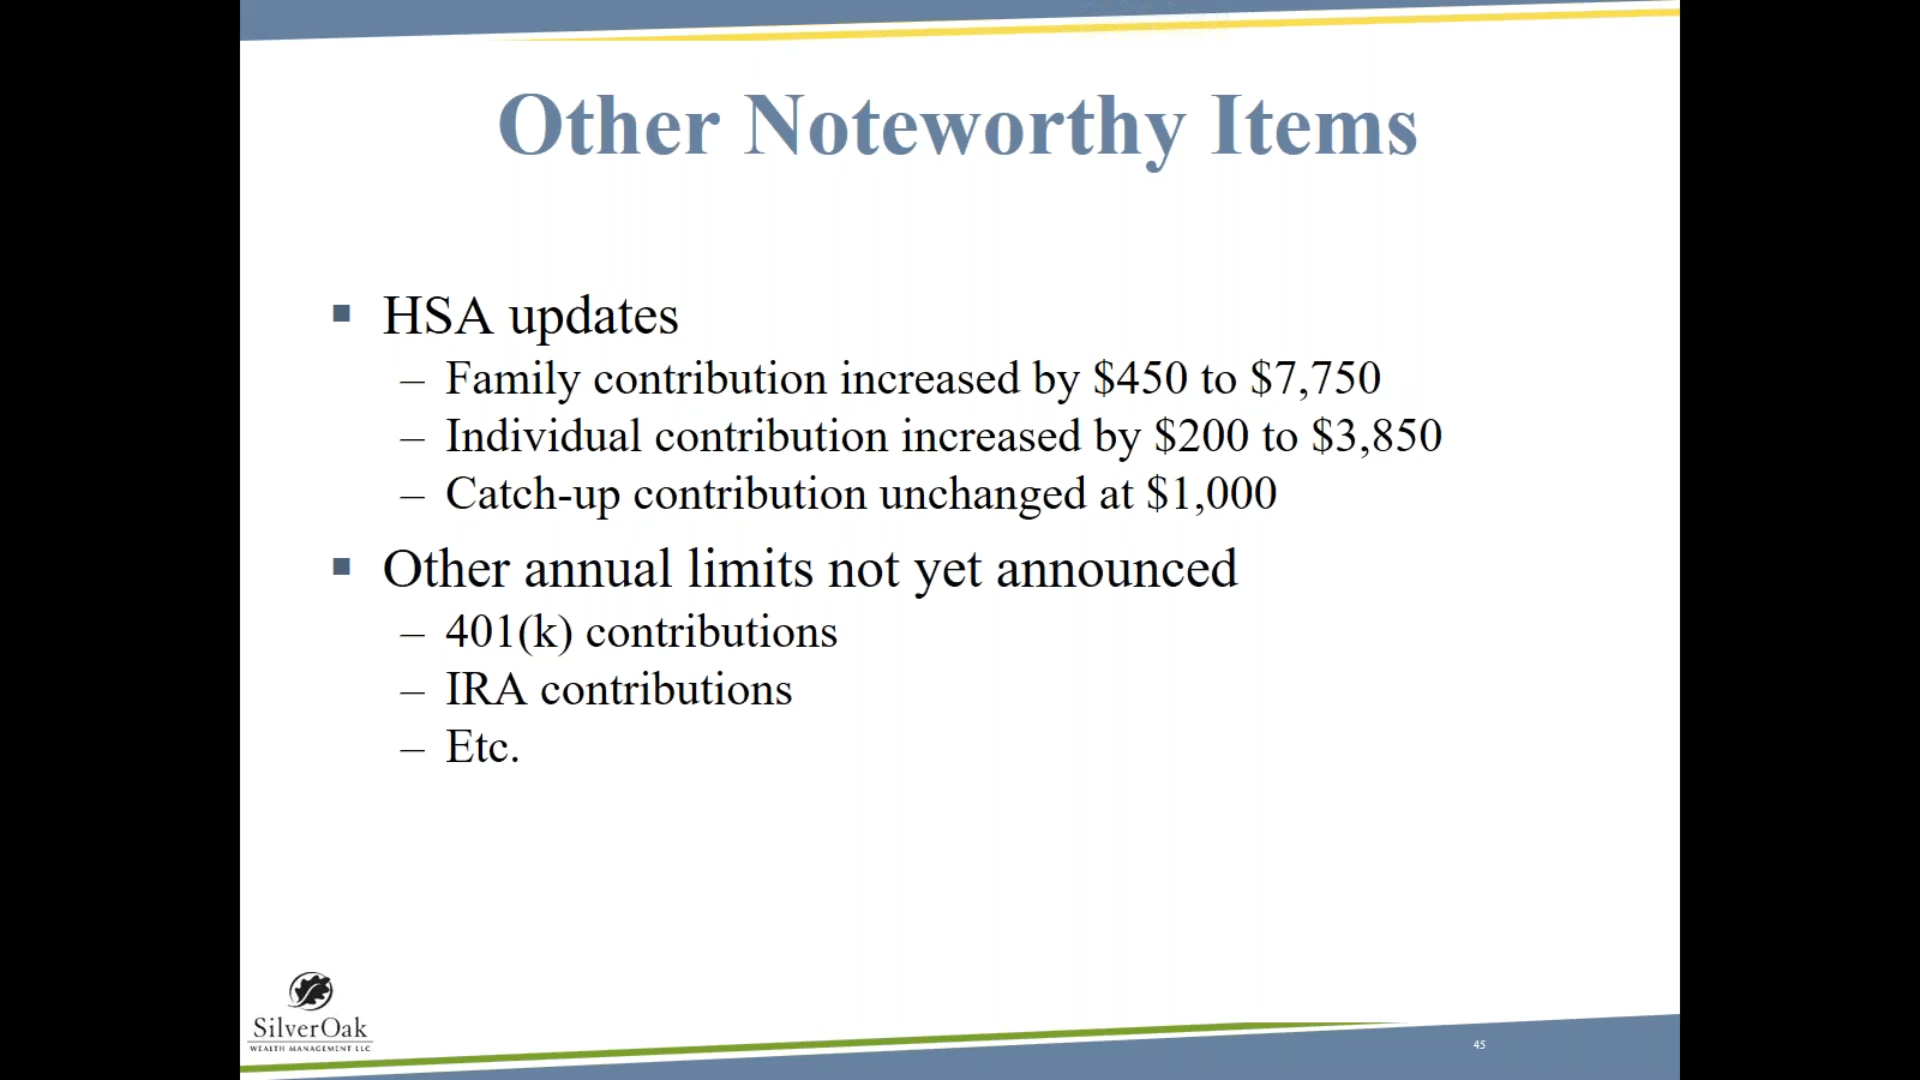 Other Noteworthy Items
▪ HSA updates
– Family contribution increased by $450 to $7,750
– Individual contribution increased by $200 to $3,850
– Catch-up contribution unchanged at $1,000
▪ Other annual limits not yet announced
– 401(k) contributions
– IRA contributions
– Etc.
SilverOak
WEALTH MANAGEMENT LLC
45